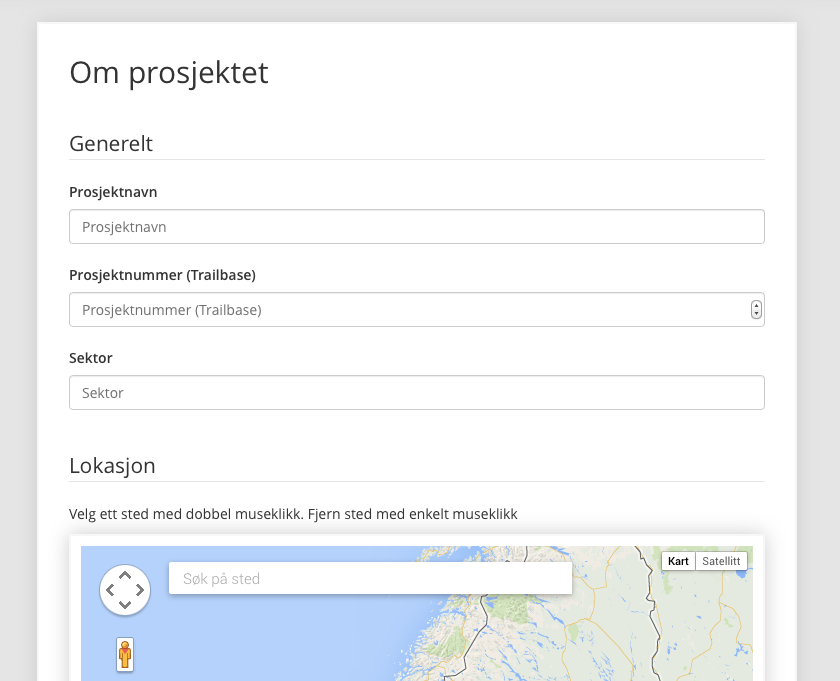 Om prosjektet
Generelt
Prosjektnavn
Prosjektnavn
Prosjektnummer (Trailbase)
Prosjektnummer (Trailbase)
Sektor
Sektor
Lokasjon
Velg ett sted med dobbel museklikk. Fjern sted med enkelt museklikk
Søk på sted
Kart Satellitt